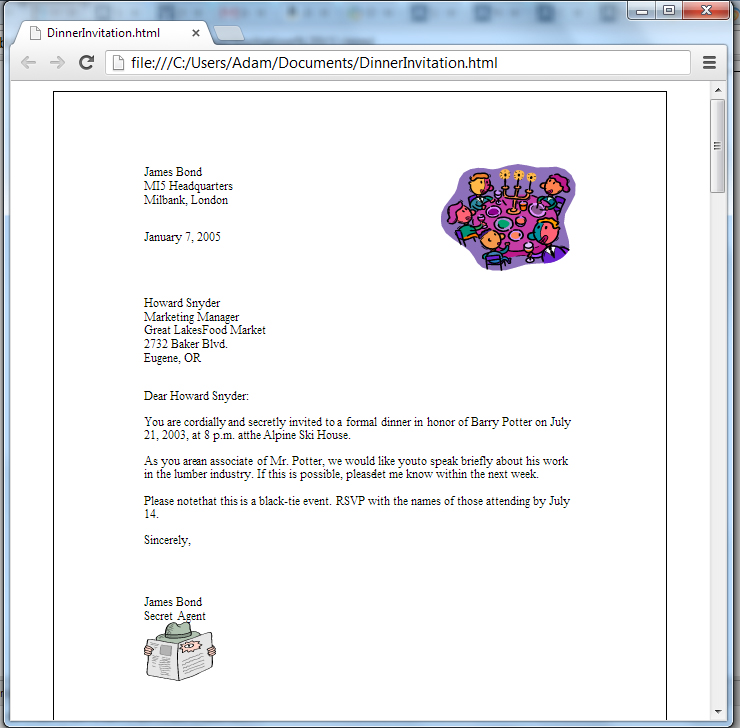 DinnerInvitation.html
file:///C:/Users/Adam/Documents/DinnerInvitation.html
James Bond
MI5 Headquarters
Milbank, London
January 7, 2005
Howard Snyder
Marketing Manager
Great LakesFood Market
2732 Baker Blvd.
Eugene, OR
Dear Howard Snyder:
You are cordially and secretly invited to a formal dinner in honor of Barry Potter on July
21, 2003, at 8 p.m. atthe Alpine Ski House.
As you arean associate of Mr. Potter, we would like youto speak briefly about his work
in the lumber industry. If this is possible, pleaselet me know within the next week.
Please notethat this is a black-tie event. RSVP with the names of those attending by July
14.
Sincerely,
James Bond
Secret Agent